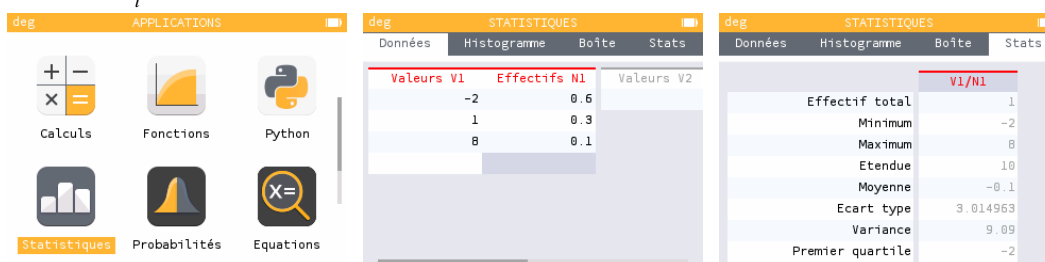 i
deg APPLICATIONS
Calculs Fonctions Python
Statistiques Probabilités Equations
deg STATISTIQUES
Données Histogramme Boîte Stats
Valeurs V1 Effectifs N1 Valeurs V2
-2 0.6
1 0.3
8 0.1
deg STATISTIQUES
Données Histogramme Boîte Stats
V1/N1
Effectif total 1
Minimum -2
Maximum 8
Etendue 10
Moyenne -0.1
Ecart type 3.014963
Variance 9.09
Premier quartile -2